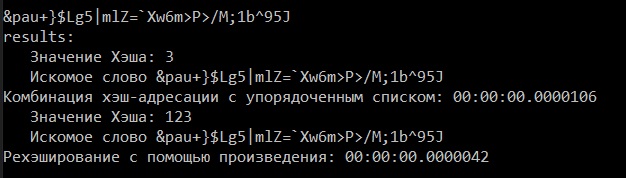 &pau+}$Lg5|mlZ=`Xw6m>P>/M;1b^95J
results:
Значение Хэша: 3
Искомое слово &pau+}$Lg5|mlZ=`Xw6m>P>/M;1b^95J
Комбинация хэш-адресации с упорядоченным списком: 00:00:00.0000106
Значение Хэша: 123
Искомое слово &pau+}$Lg5|mlZ=`Xw6m>P>/M;1b^95J
Рехэширование с помощью произведения: 00:00:00.0000042